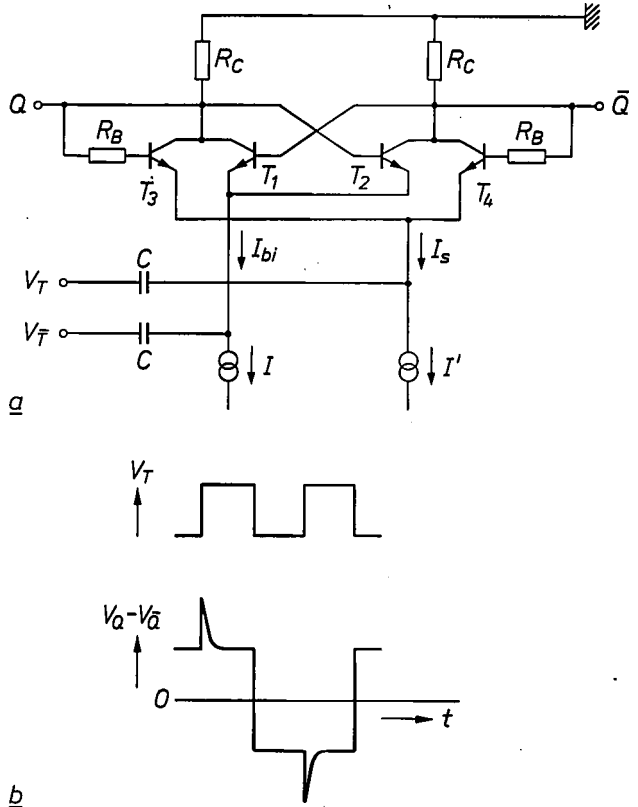 R_C R_C
Q Q̄
R_B R_B
T_3 T_1 T_2 T_4
I_bi I_s
C
V_T
V_T̄
C I I'
a
V_T
V_Q-V_Q̄
0
t
b